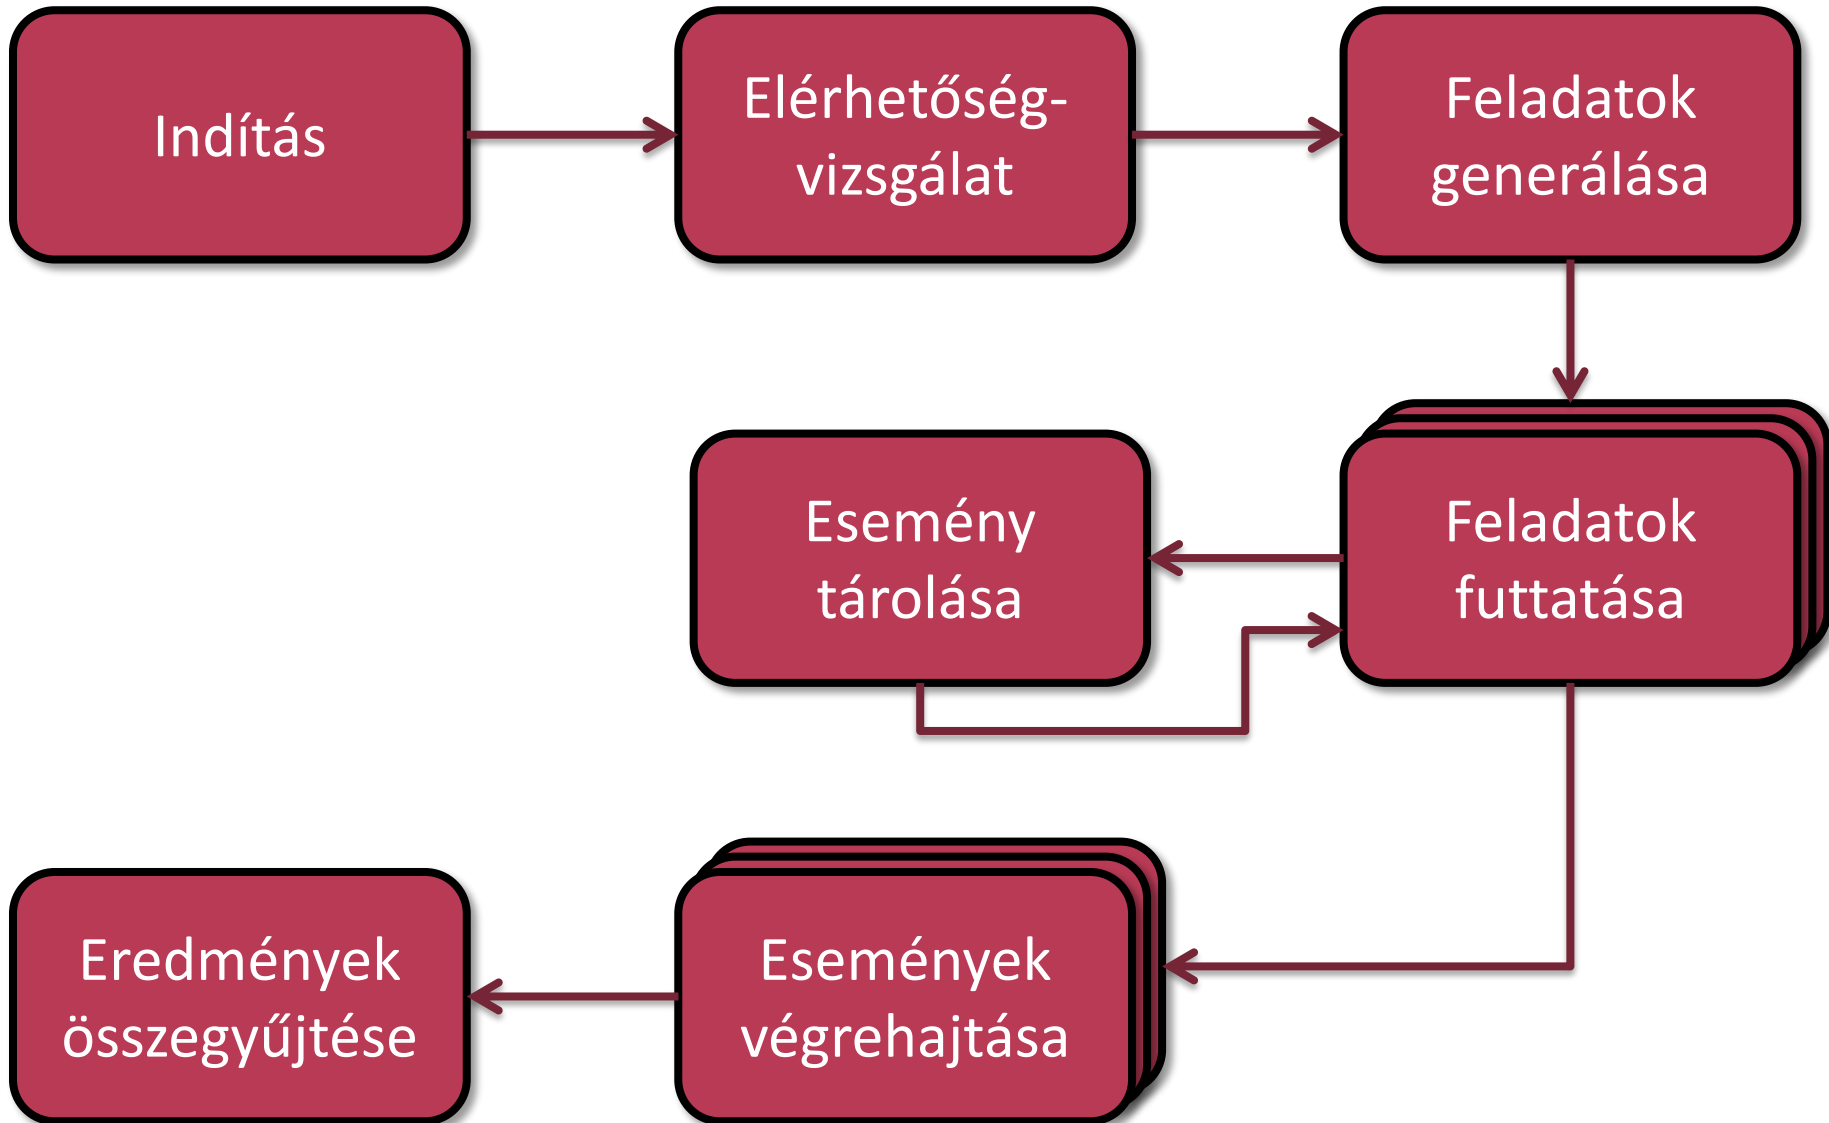 Indítás
Elérhetőség-
vizsgálat
Feladatok
generálása
Esemény
tárolása
Feladatok
futtatása
Eredmények
összegyűjtése
Események
végrehajtása